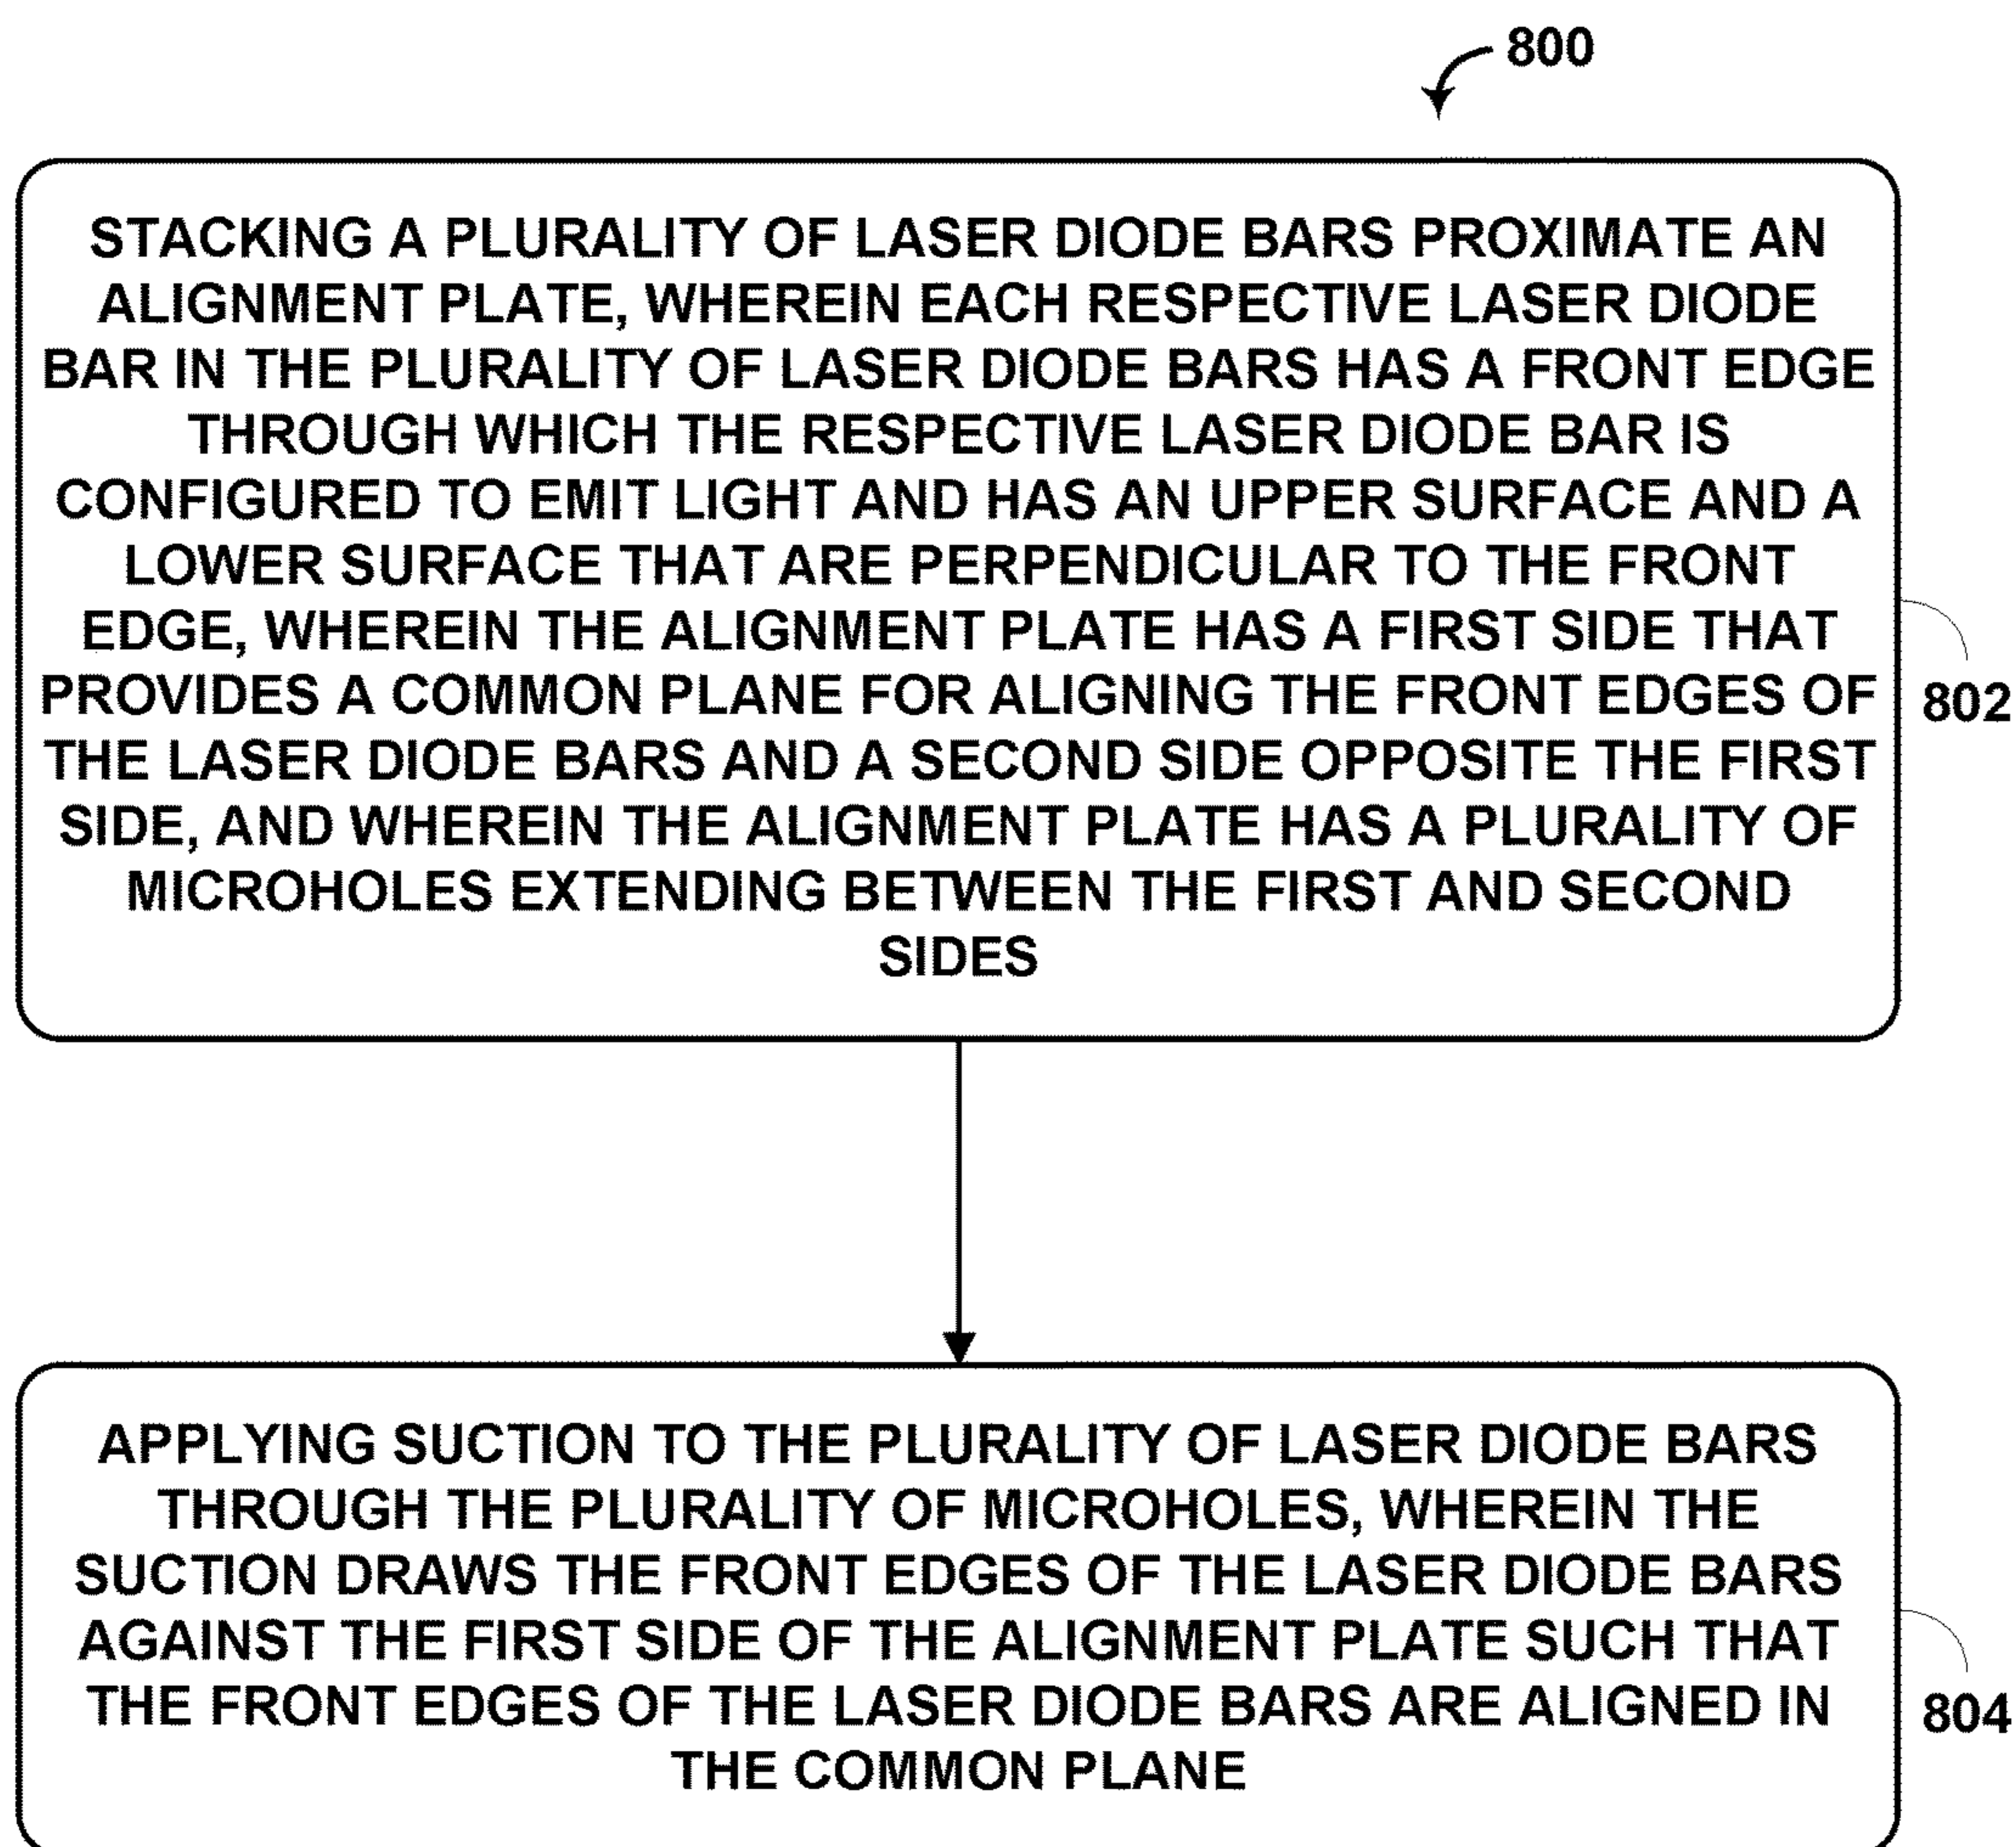 800
STACKING A PLURALITY OF LASER DIODE BARS PROXIMATE AN
ALIGNMENT PLATE, WHEREIN EACH RESPECTIVE LASER DIODE
BAR IN THE PLURALITY OF LASER DIODE BARS HAS A FRONT EDGE
THROUGH WHICH THE RESPECTIVE LASER DIODE BAR IS
CONFIGURED TO EMIT LIGHT AND HAS AN UPPER SURFACE AND A
LOWER SURFACE THAT ARE PERPENDICULAR TO THE FRONT
EDGE, WHEREIN THE ALIGNMENT PLATE HAS A FIRST SIDE THAT
PROVIDES A COMMON PLANE FOR ALIGNING THE FRONT EDGES OF
THE LASER DIODE BARS AND A SECOND SIDE OPPOSITE THE FIRST
SIDE, AND WHEREIN THE ALIGNMENT PLATE HAS A PLURALITY OF
MICROHOLES EXTENDING BETWEEN THE FIRST AND SECOND
SIDES
802
APPLYING SUCTION TO THE PLURALITY OF LASER DIODE BARS
THROUGH THE PLURALITY OF MICROHOLES, WHEREIN THE
SUCTION DRAWS THE FRONT EDGES OF THE LASER DIODE BARS
AGAINST THE FIRST SIDE OF THE ALIGNMENT PLATE SUCH THAT
THE FRONT EDGES OF THE LASER DIODE BARS ARE ALIGNED IN
THE COMMON PLANE
804